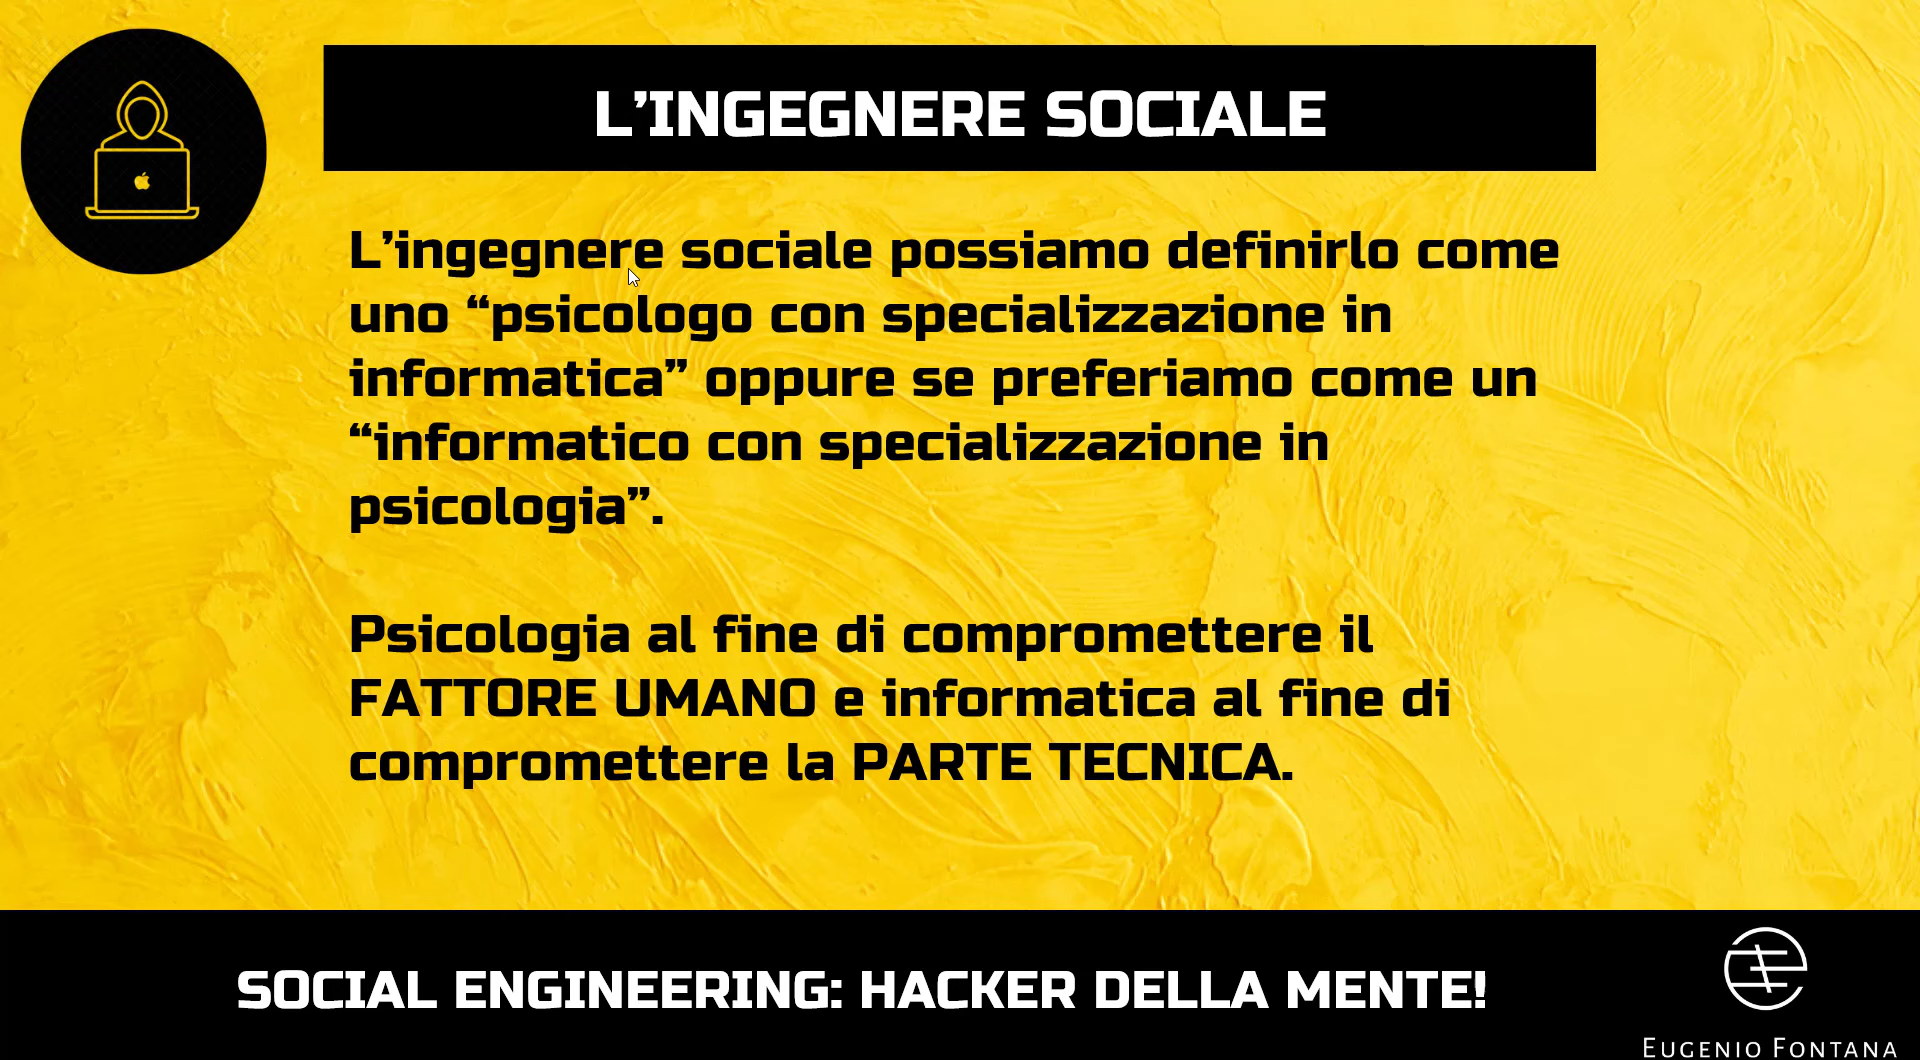 L’INGEGNERE SOCIALE
L’ingegnere sociale possiamo definirlo come
uno “psicologo con specializzazione in
informatica” oppure se preferiamo come un
“informatico con specializzazione in
psicologia”.
Psicologia al fine di compromettere il
FATTORE UMANO e informatica al fine di
compromettere la PARTE TECNICA.
SOCIAL ENGINEERING: HACKER DELLA MENTE!
EUGENIO FONTANA